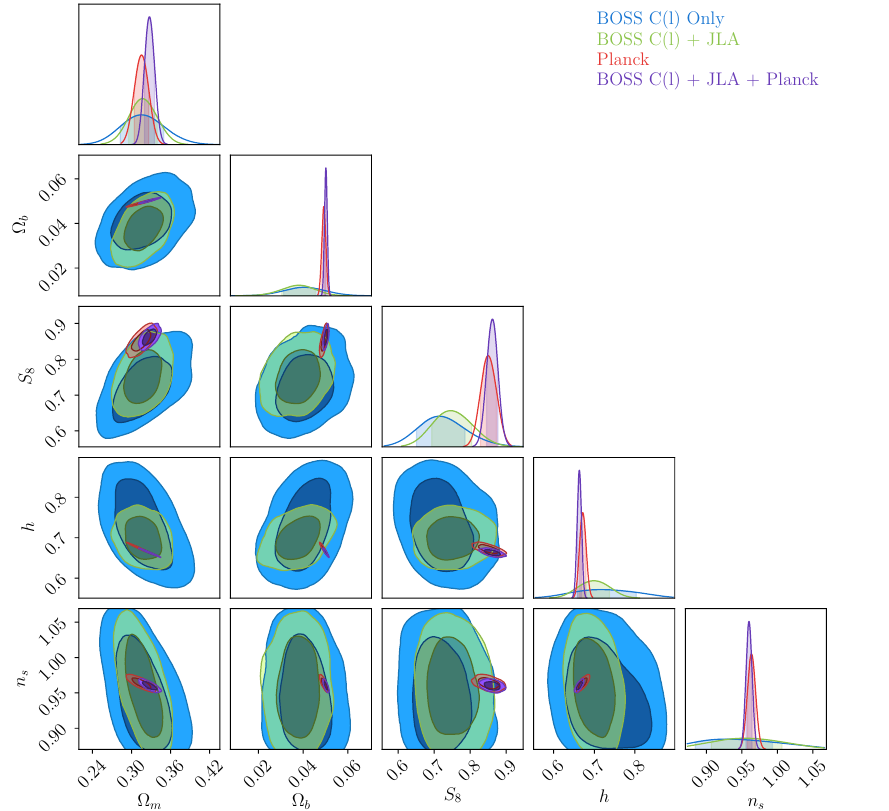 BOSS C(l) Only
BOSS C(l) + JLA
Planck
BOSS C(l) + JLA + Planck
Ω_b
0.06
0.04
0.02
S_8
0.9
0.8
0.7
0.6
h
0.8
0.7
0.6
n_s
1.05
1.00
0.95
0.90
0.24 0.30 0.36 0.42
0.02 0.04 0.06
0.6 0.7 0.8 0.9
0.6 0.7 0.8
0.90 0.95 1.00 1.05
Ω_m Ω_b S_8 h n_s